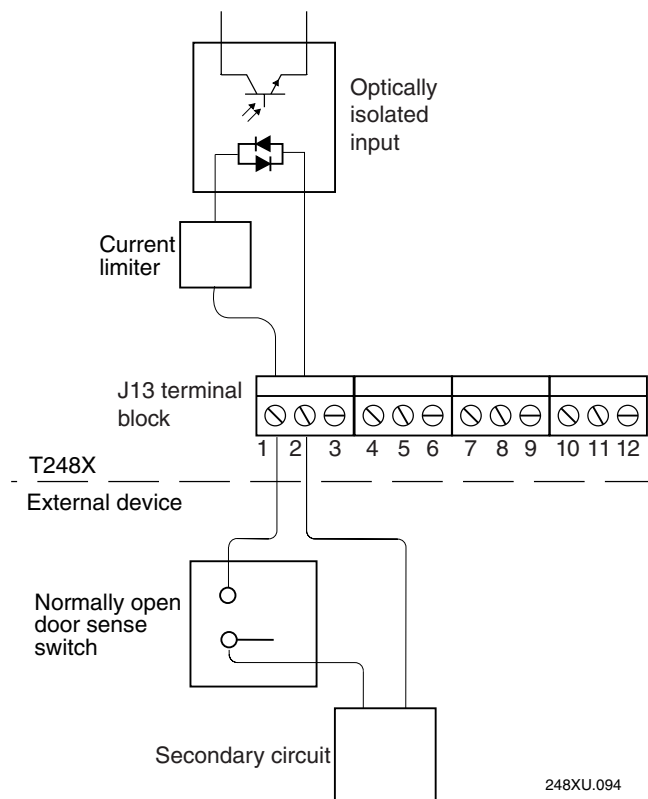 Optically
isolated
input
Current
limiter
J13 terminal
block
1 2 3 4 5 6 7 8 9 10 11 12
T248X
External device
Normally open
door sense
switch
Secondary circuit
248XU.094